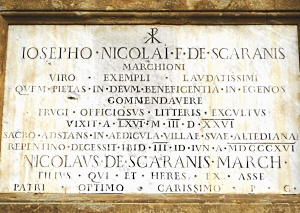 IOSEPHO · NICOLAI · F · DE · SCARANIS
MARCHIONI
VIRO · EXEMPLI · LAVDATISSIMI
QVEM · PIETAS · IN · DEVM · BENEFICENTIA · IN · EGENOS
COMMENDAVERE
FRVGI · OFFICIOSVS · LITTERIS · EXCVLTVS
VIXIT · A · LXVI · M · III · D · XXVI
SACRO · ADSTANS · IN · AEDICVLA · VILLAE · SVAE · ALTEDIANAE
REPENTINO · DECESSIT · IBID · III · ID · IVN · A · MDCCCXVI
NICOLAVS · DE · SCARANIS · MARCH
FILIVS · QVI · ET · HERES · EX · ASSE
PATRI · OPTIMO · CARISSIMO · P · C